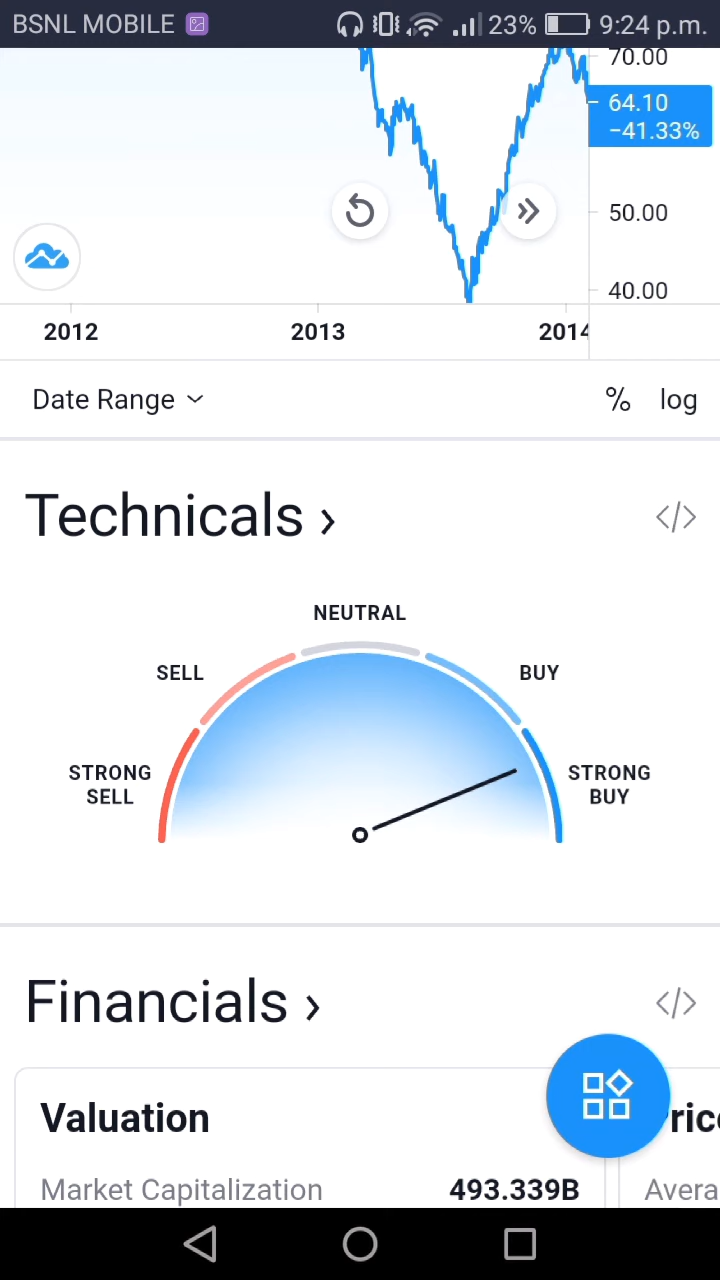 BSNL MOBILE 23% 9:24 p.m.
70.00
64.10
−41.33%
50.00
40.00
2012 2013 2014
Date Range % log
Technicals › </>
NEUTRAL
SELL BUY
STRONG SELL STRONG BUY
Financials › </>
Valuation
Market Capitalization 493.339B Avera